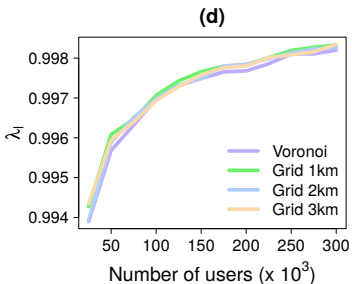 (d)
0.998
0.997
0.996
0.995
0.994
λI
Voronoi
Grid 1km
Grid 2km
Grid 3km
50 100 150 200 250 300
Number of users (x 10³)